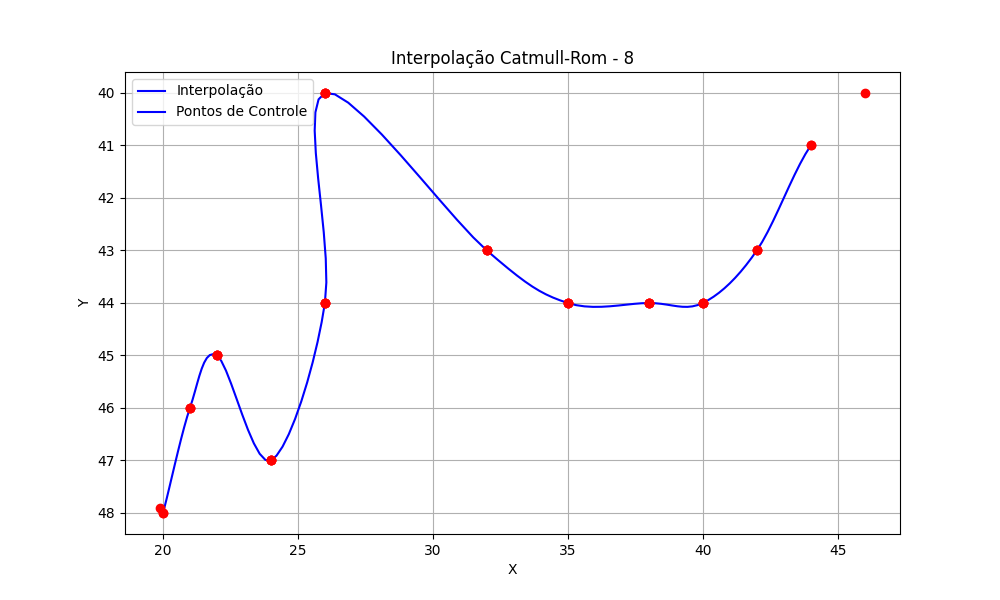 Interpolação Catmull-Rom - 8
Interpolação
Pontos de Controle
40
41
42
43
44
45
46
47
48
Y
20 25 30 35 40 45
X